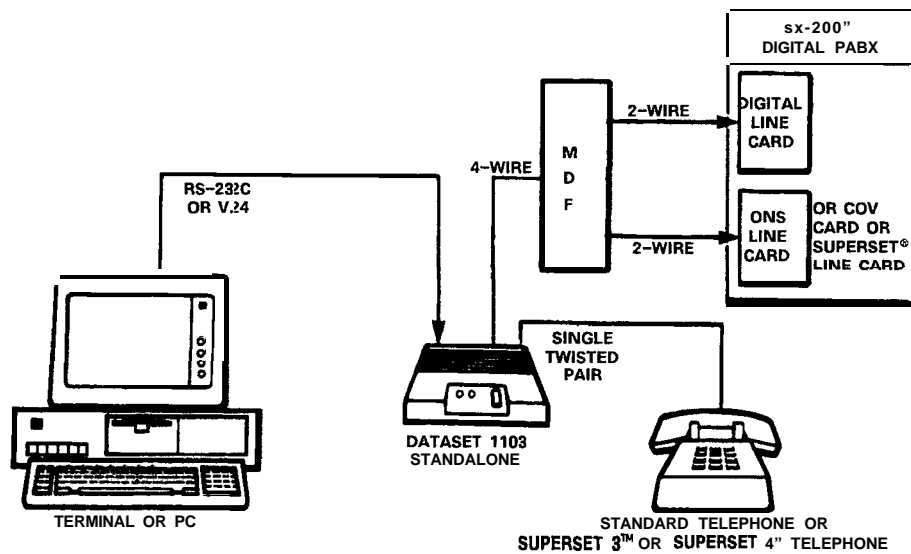 sx-200”
DIGITAL PABX
DIGITAL
LINE
CARD
2-WIRE
4-WIRE
M
D
F
RS-232C
OR V.24
ONS
LINE
CARD
OR COV
CARD OR
SUPERSET®
LINE CARD
2-WIRE
SINGLE
TWISTED
PAIR
DATASET 1103
STANDALONE
TERMINAL OR PC
STANDARD TELEPHONE OR
SUPERSET 3™ OR SUPERSET 4” TELEPHONE